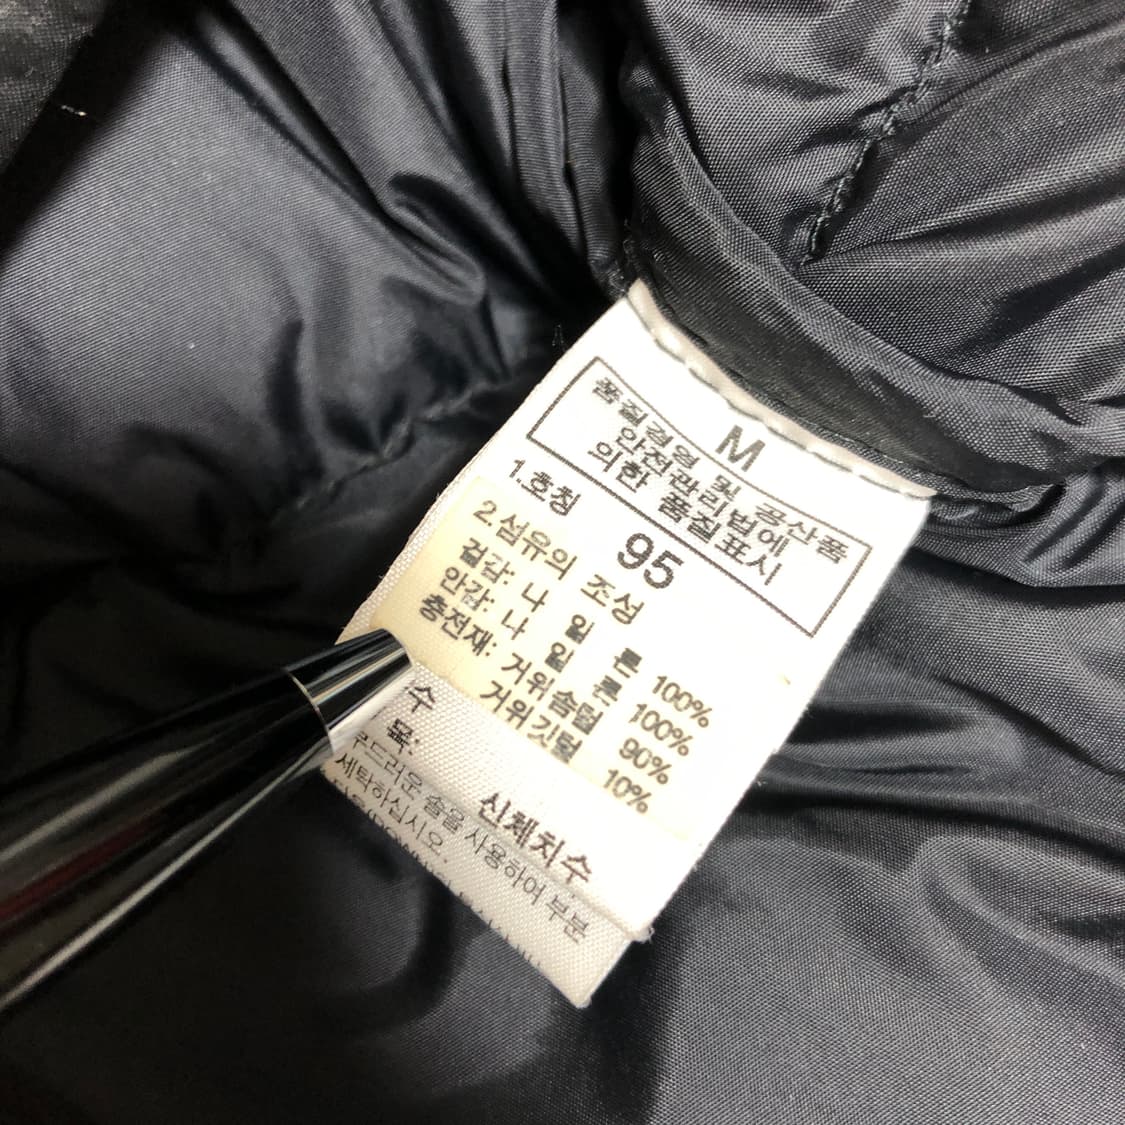 M
품질경영 및 공산품
안전관리법에
의한 품질표시
1.호칭 95
2.섬유의 조성
겉감: 나 일 론 100%
안감: 나 일 론 100%
충전재: 거위솜털 90%
거위깃털 10%
신체치수
수
목:
드러운 솔을 사용하여 부분
세탁하십시오.